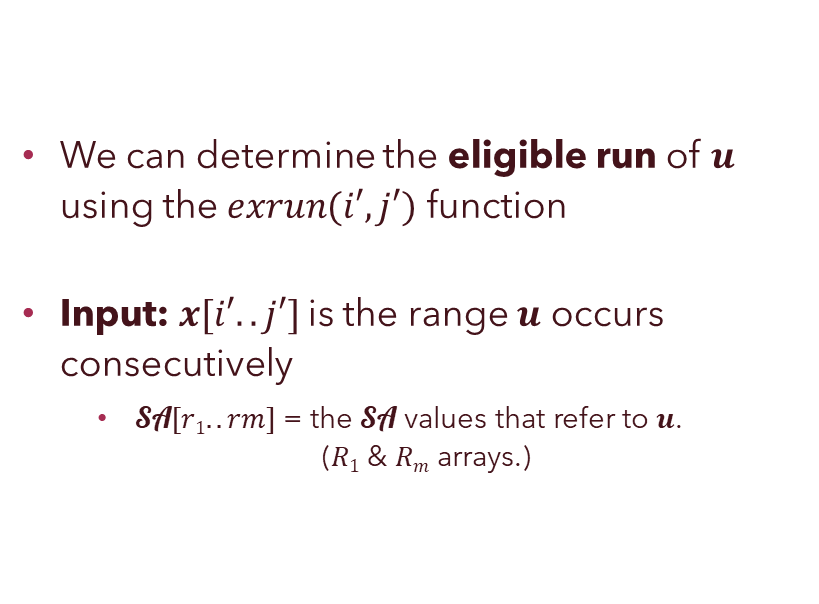 • We can determine the eligible run of 𝒖
using the 𝑒𝑥𝑟𝑢𝑛(𝑖′, 𝑗′) function
• Input: 𝒙[𝑖′. . 𝑗′] is the range 𝒖 occurs
consecutively
• 𝓢𝓐[𝑟₁. . 𝑟𝑚] = the 𝓢𝓐 values that refer to 𝒖.
(𝑅₁ & 𝑅ₘ arrays.)